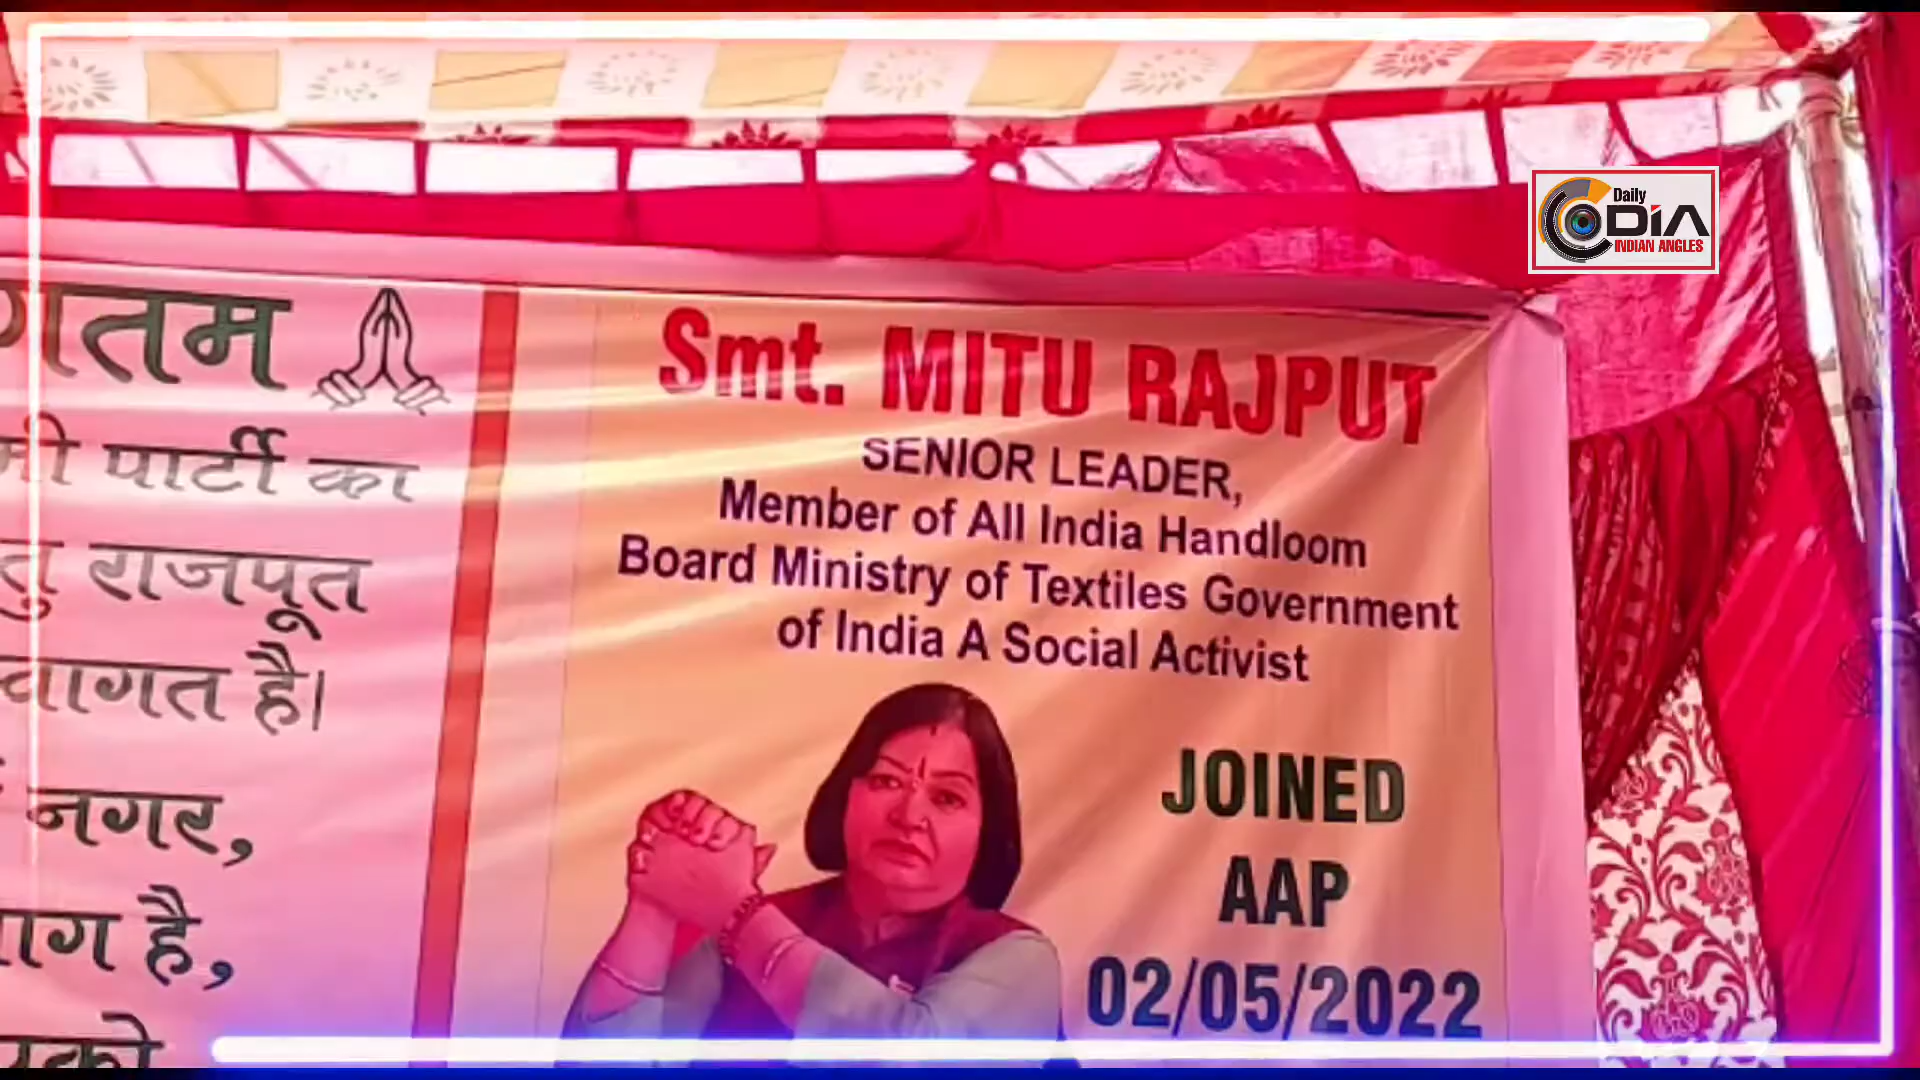 पार्टी का
राजपूत
है।
नगर,
है,
Smt. MITU RAJPUT
SENIOR LEADER,
Member of All India Handloom
Board Ministry of Textiles Government
of India A Social Activist
JOINED
AAP
02/05/2022
Daily
DIA
INDIAN ANGLES